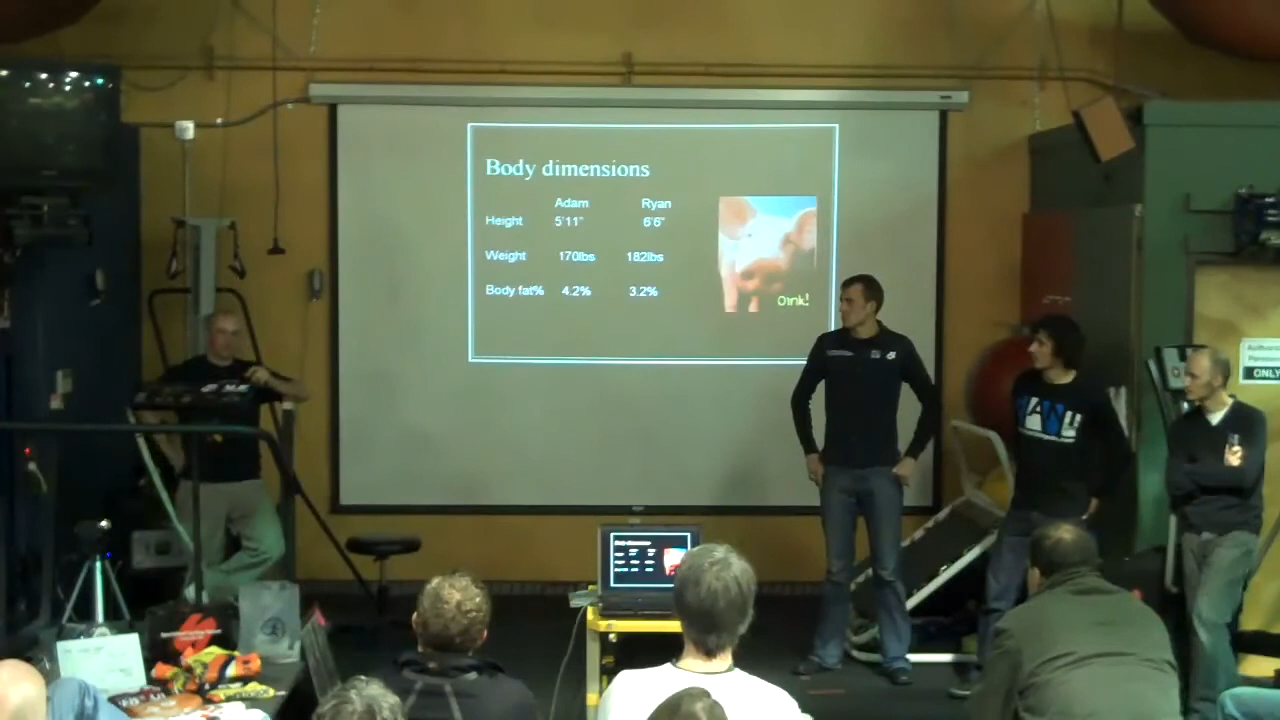 Body dimensions
Adam Ryan
Height 5'11" 6'6"
Weight 170lbs 182lbs
Body fat% 4.2% 3.2%
Oink!
ONLY